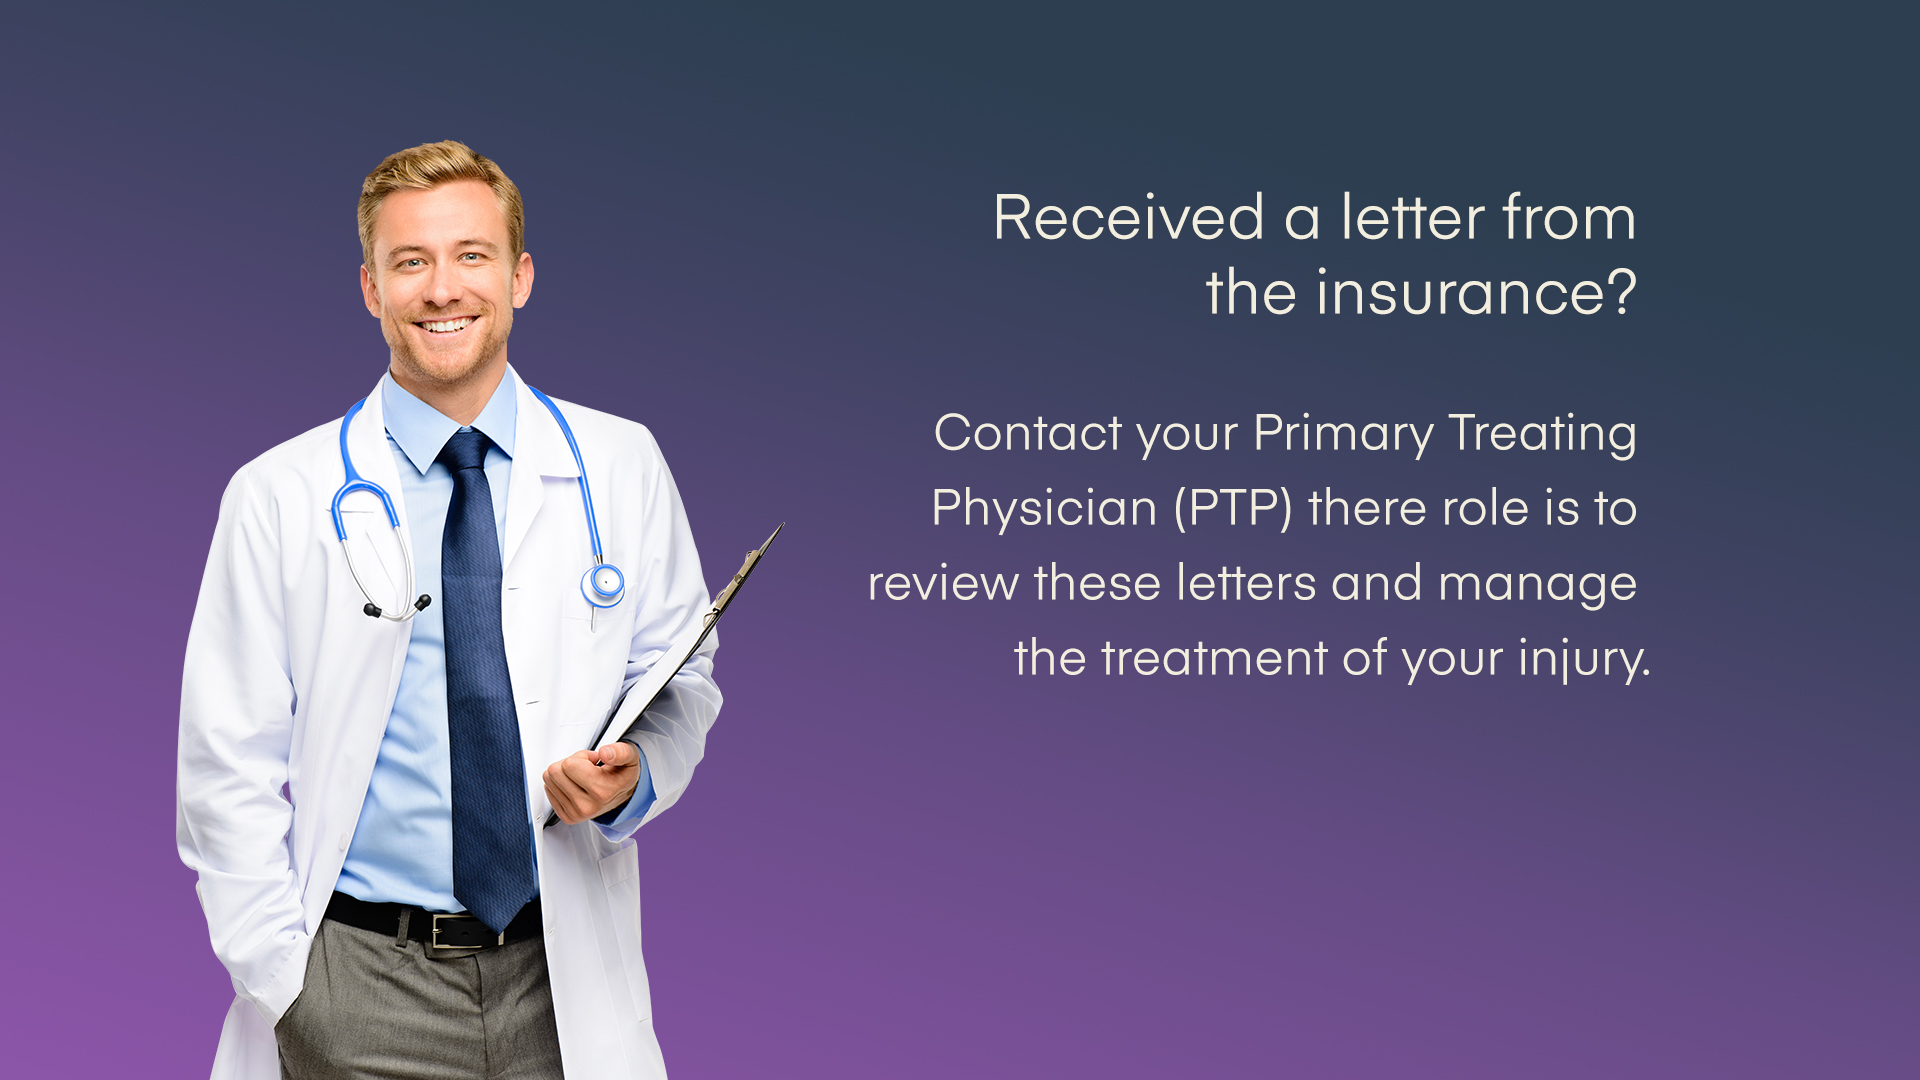 Received a letter from
the insurance?
Contact your Primary Treating
Physician (PTP) there role is to
review these letters and manage
the treatment of your injury.